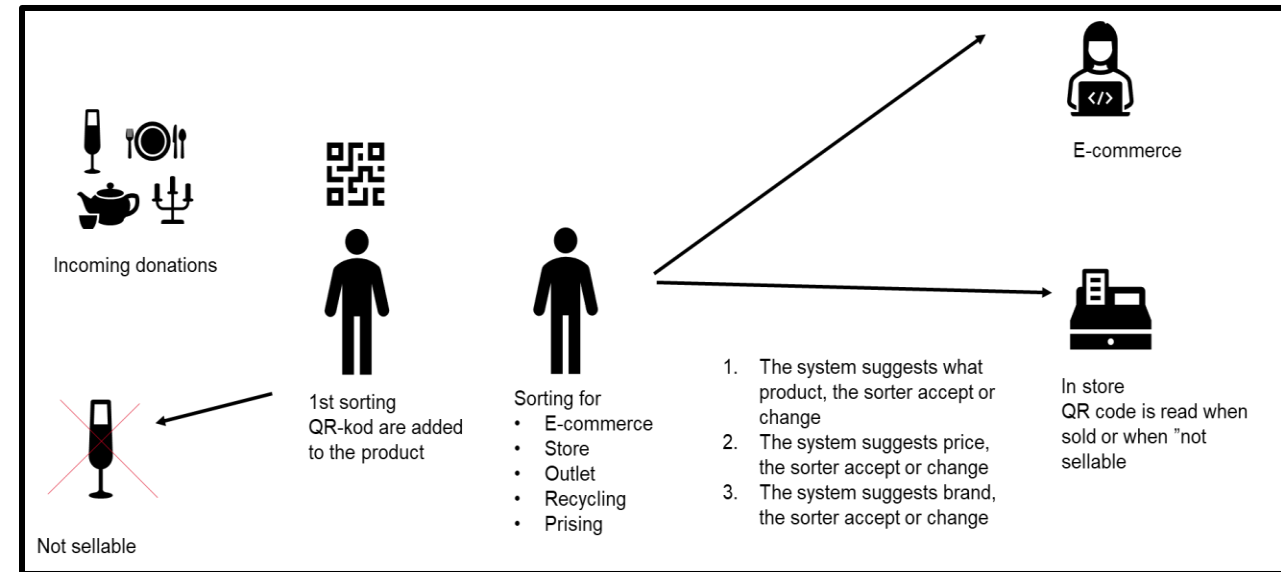 </>
E-commerce
Incoming donations
1st sorting
QR-kod are added
to the product
Not sellable
Sorting for
• E-commerce
• Store
• Outlet
• Recycling
• Prising
1. The system suggests what
product, the sorter accept or
change
2. The system suggests price,
the sorter accept or change
3. The system suggests brand,
the sorter accept or change
In store
QR code is read when
sold or when ”not
sellable